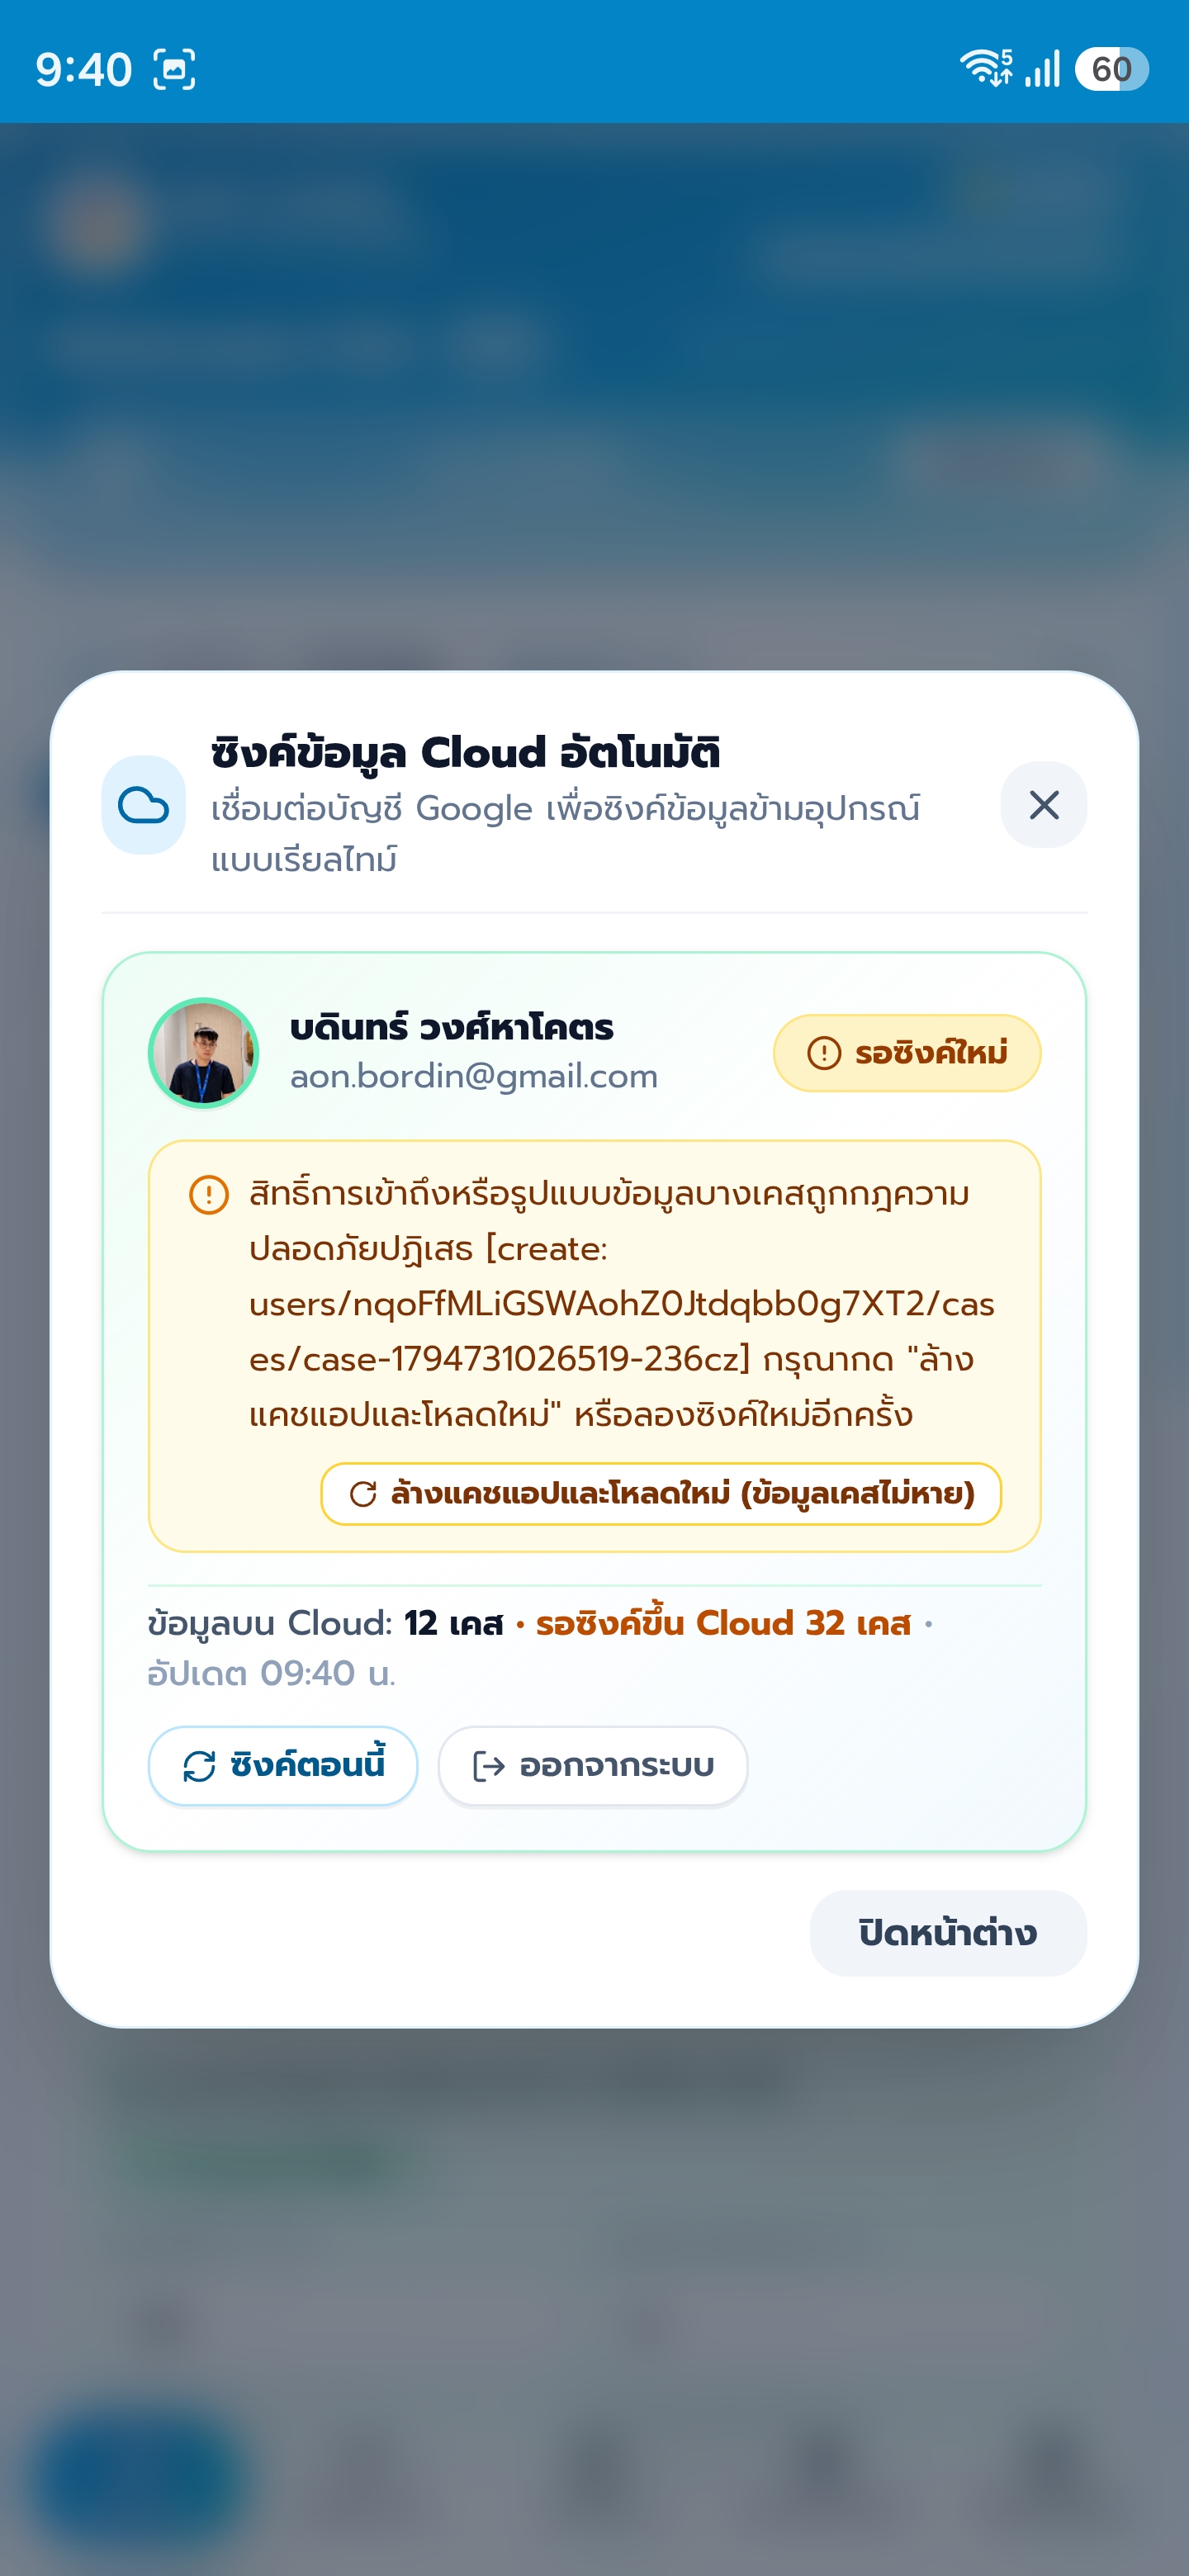 9:40
5
60
ซิงค์ข้อมูล Cloud อัตโนมัติ
เชื่อมต่อบัญชี Google เพื่อซิงค์ข้อมูลข้ามอุปกรณ์
แบบเรียลไทม์
บดินทร์ วงศ์หาโคตร
aon.bordin@gmail.com
รอซิงค์ใหม่
สิทธิ์การเข้าถึงหรือรูปแบบข้อมูลบางเคสถูกกฎความ
ปลอดภัยปฏิเสธ [create:
users/nqoFfMLiGSWAohZ0Jtdqbb0g7XT2/cas
es/case-1794731026519-236cz] กรุณากด "ล้าง
แคชแอปและโหลดใหม่" หรือลองซิงค์ใหม่อีกครั้ง
ล้างแคชแอปและโหลดใหม่ (ข้อมูลเคสไม่หาย)
ข้อมูลบน Cloud: 12 เคส • รอซิงค์ขึ้น Cloud 32 เคส •
อัปเดต 09:40 น.
ซิงค์ตอนนี้
ออกจากระบบ
ปิดหน้าต่าง